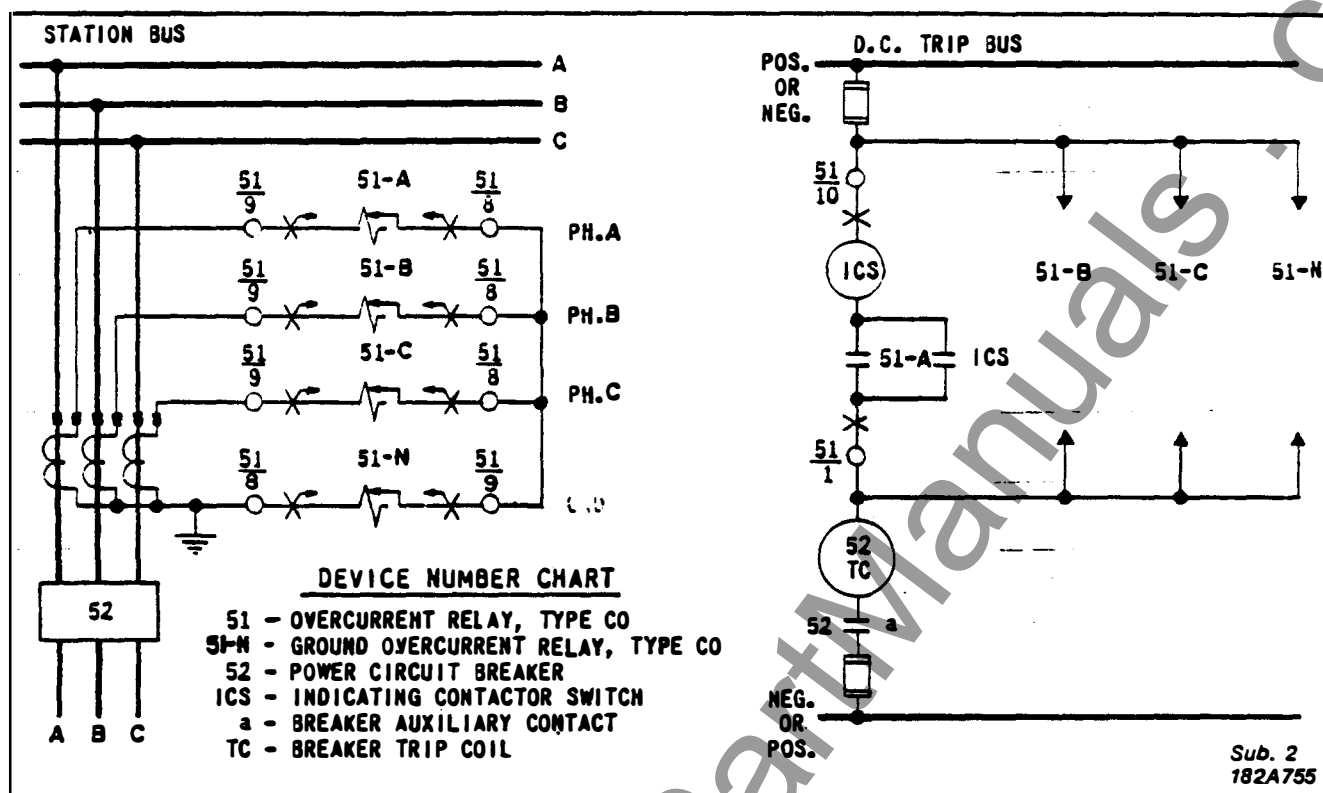 STATION BUS
A
B
C
51
9
51-A
51
8
PH.A
51
9
51-B
51
8
PH.B
51
9
51-C
51
8
PH.C
51
8
51-N
51
9
52
A B C
D.C. TRIP BUS
POS.
OR
NEG.
51
10
ICS
51-B
51-C
51-N
51-A
ICS
51
1
52
TC
52
a
NEG.
OR
POS.
DEVICE NUMBER CHART
51 - OVERCURRENT RELAY, TYPE CO
51-N - GROUND OVERCURRENT RELAY, TYPE CO
52 - POWER CIRCUIT BREAKER
ICS - INDICATING CONTACTOR SWITCH
a - BREAKER AUXILIARY CONTACT
TC - BREAKER TRIP COIL
Sub. 2
182A755
artManuals .